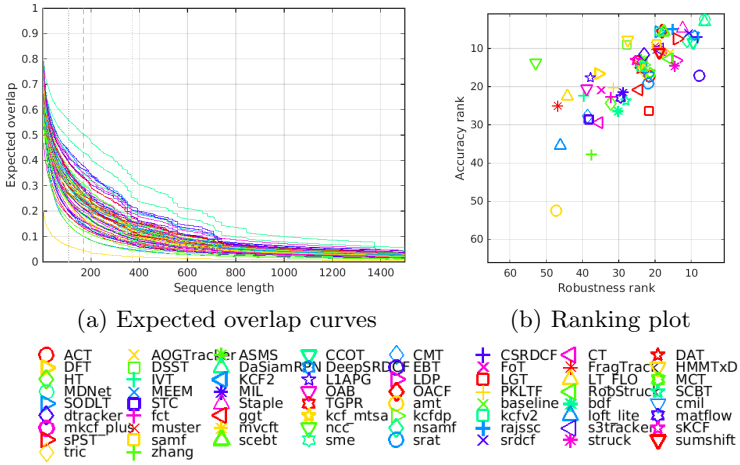 1
0.9
0.8
0.7
0.6
0.5
0.4
0.3
0.2
0.1
0
Expected overlap
200 400 600 800 1000 1200 1400
Sequence length
10
20
30
40
50
60
Accuracy rank
60 50 40 30 20 10
Robustness rank
(a) Expected overlap curves (b) Ranking plot
ACT AOGTracker ASMS CCOT CMT CSRDCF CT DAT
DFT DSST DaSiamRPN DeepSRDCF EBT FoT FragTrack HMMTxD
HT IVT KCF2 L1APG LDP LGT LT_FLO MCT
MDNet MEEM MIL OAB OACF PKLTF RobStruck SCBT
SODLT STC Staple TGPR amt baseline bdf cmil
dtracker fct ggt kcf_mtsa kcfdp kcfv2 loft_lite matflow
mkcf_plus muster mvcft ncc nsamf rajssc s3tracker sKCF
sPST samf scebt sme srat srdcf struck sumshift
tric zhang